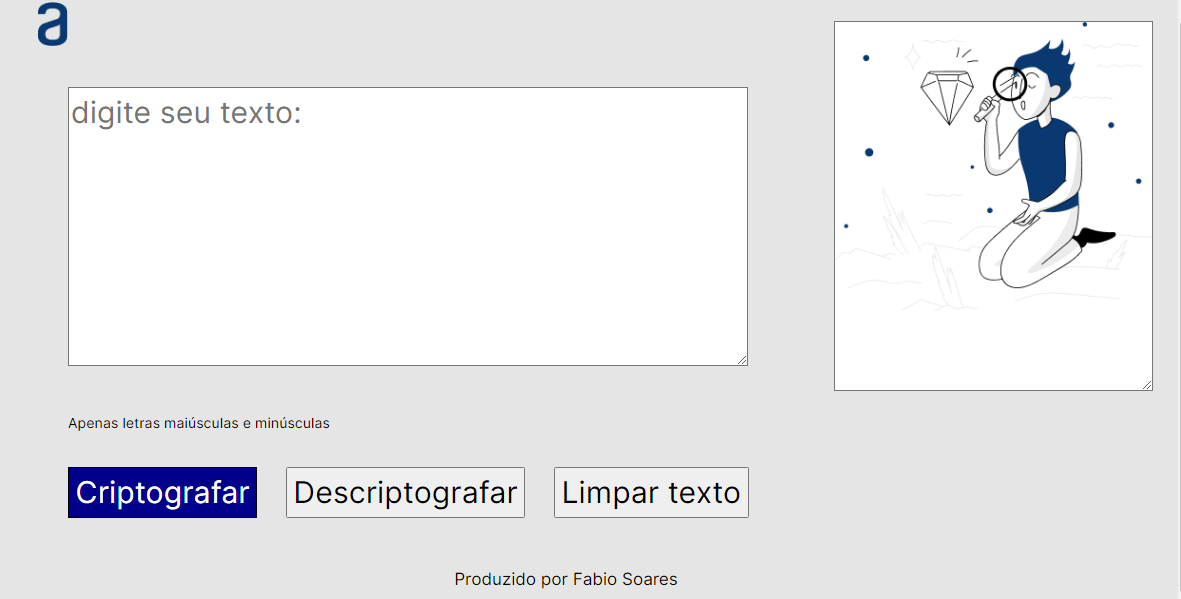 a
digite seu texto:
Apenas letras maiúsculas e minúsculas
Criptografar
Descriptografar
Limpar texto
Produzido por Fabio Soares